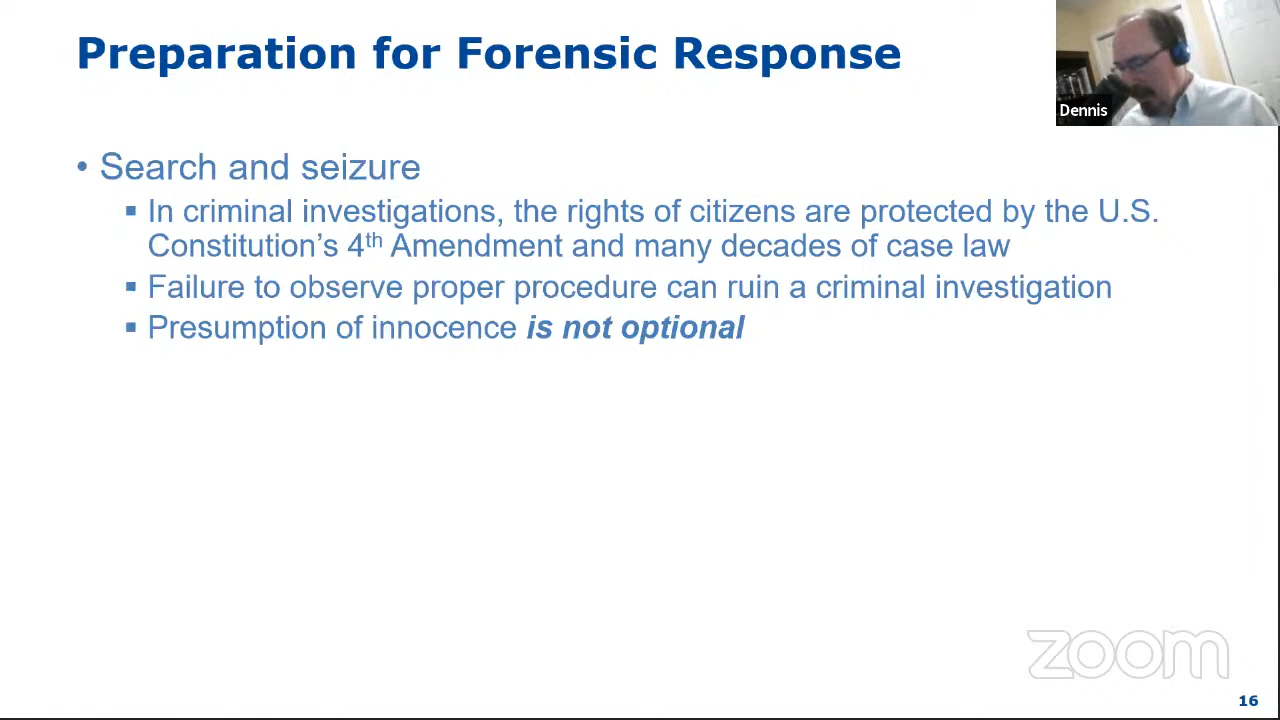 Preparation for Forensic Response
Dennis
• Search and seizure
▪ In criminal investigations, the rights of citizens are protected by the U.S.
Constitution’s 4th Amendment and many decades of case law
▪ Failure to observe proper procedure can ruin a criminal investigation
▪ Presumption of innocence is not optional
zoom
16